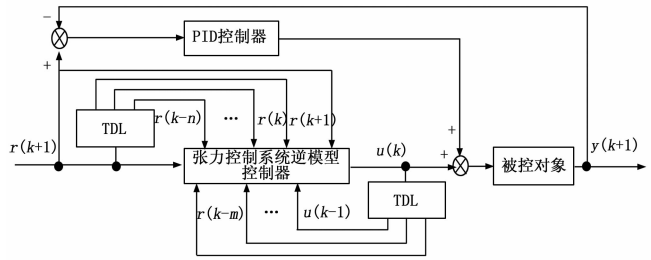 −
PID控制器
+
TDL
r(k−n)
···
r(k)
r(k+1)
+
r(k+1)
张力控制系统逆模型
控制器
u(k)
+
被控对象
y(k+1)
r(k−m)
···
u(k−1)
TDL